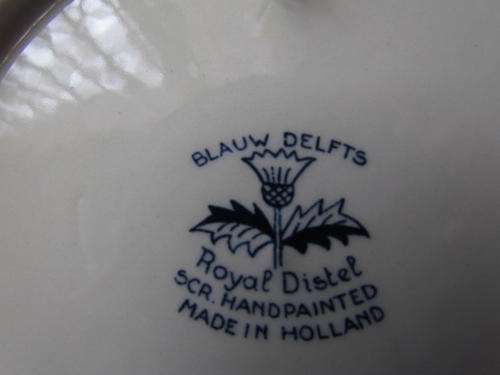 BLAUW DELFTS
Royal Distel
SCR. HANDPAINTED
MADE IN HOLLAND